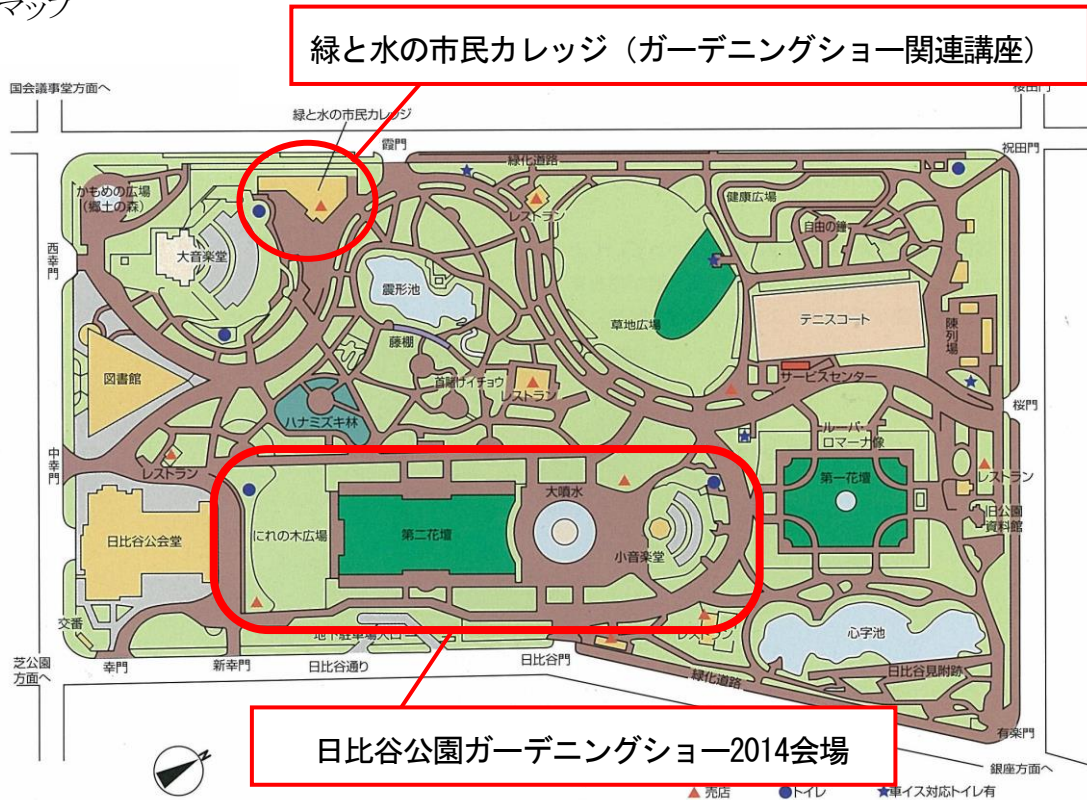 マップ
緑と水の市民カレッジ（ガーデニングショー関連講座）
国会議事堂方面へ
桜田門
緑と水の市民カレッジ
霞門
祝田門
緑化道路
かもめの広場
（郷土の森）
レストラン
健康広場
自由の鐘
西幸門
大音楽堂
震形池
草地広場
テニスコート
陳列場
藤棚
図書館
首賭けイチョウ
レストラン
サービスセンター
桜門
ハナミズキ林
ルーパ・
ロマーナ像
中幸門
レストラン
大噴水
第一花壇
レストラン
旧公園
資料館
日比谷公会堂
にれの木広場
第二花壇
小音楽堂
交番
地下駐車場入口
レストラン
心字池
芝公園
方面へ
幸門
新幸門
日比谷通り
日比谷門
緑化道路
日比谷見附跡
有楽門
日比谷公園ガーデニングショー2014会場
N
銀座方面へ
売店
トイレ
車イス対応トイレ有